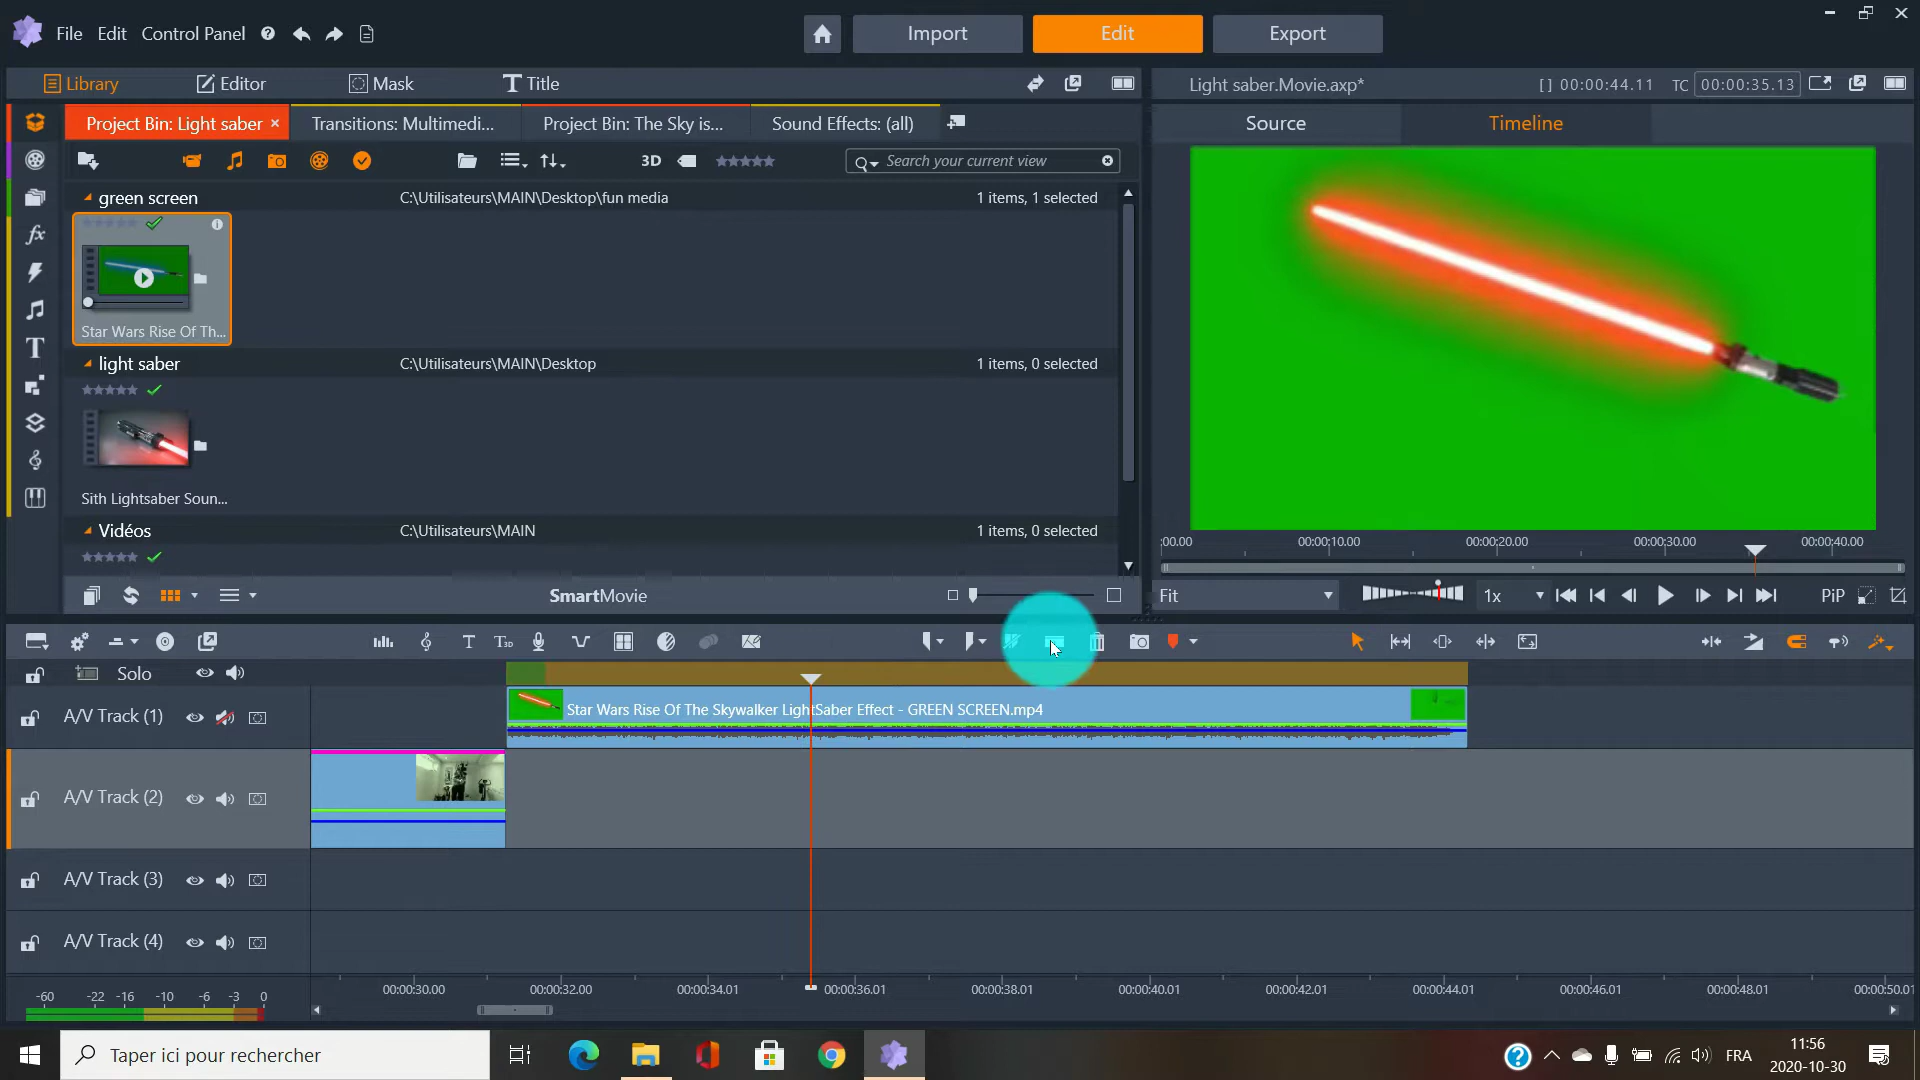 File Edit Control Panel
Import Edit Export
Library Editor Mask Title
Light saber.Movie.axp* [ ] 00:00:44.11 TC 00:00:35.13
Project Bin: Light saber × Transitions: Multimedi... Project Bin: The Sky is... Sound Effects: (all)
Source Timeline
3D Search your current view
green screen C:\Utilisateurs\MAIN\Desktop\fun media 1 items, 1 selected
Star Wars Rise Of Th...
light saber C:\Utilisateurs\MAIN\Desktop 1 items, 0 selected
Sith Lightsaber Soun...
Vidéos C:\Utilisateurs\MAIN 1 items, 0 selected
:00.00 00:00:10.00 00:00:20.00 00:00:30.00 00:00:40.00
SmartMovie
Fit 1x PiP
Solo
A/V Track (1)
Star Wars Rise Of The Skywalker LightSaber Effect - GREEN SCREEN.mp4
A/V Track (2)
A/V Track (3)
A/V Track (4)
-60 -22 -16 -10 -6 -3 0
00:00:30.00 00:00:32.00 00:00:34.01 00:00:36.01 00:00:38.01 00:00:40.01 00:00:42.01 00:00:44.01 00:00:46.01 00:00:48.01 00:00:50.01
Taper ici pour rechercher
FRA
11:56
2020-10-30